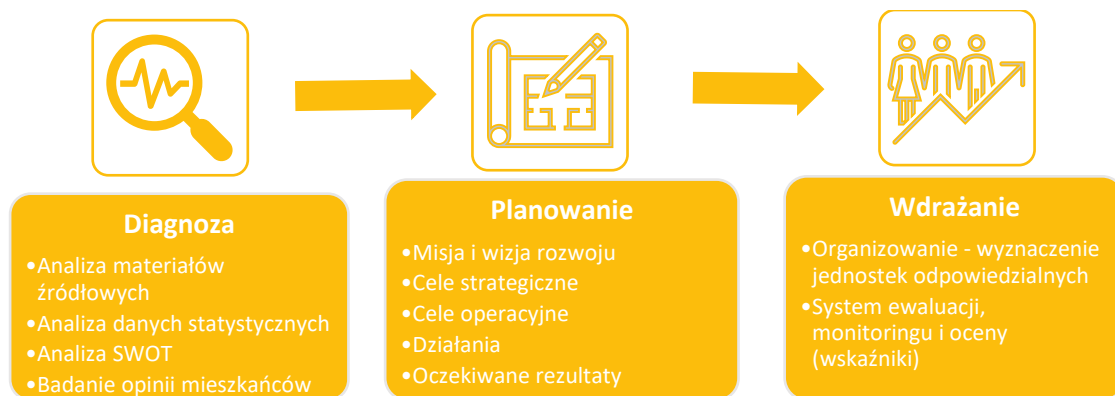 Diagnoza
•Analiza materiałów
źródłowych
•Analiza danych statystycznych
•Analiza SWOT
•Badanie opinii mieszkańców
Planowanie
•Misja i wizja rozwoju
•Cele strategiczne
•Cele operacyjne
•Działania
•Oczekiwane rezultaty
Wdrażanie
•Organizowanie - wyznaczenie
jednostek odpowiedzialnych
•System ewaluacji,
monitoringu i oceny
(wskaźniki)